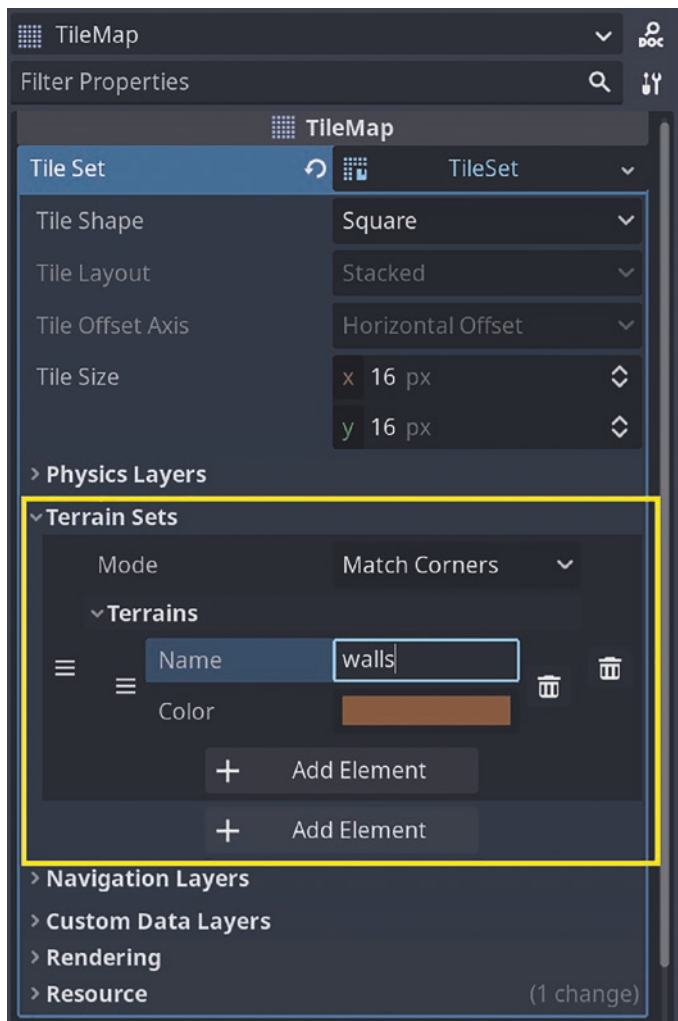 TileMap
DOC
Filter Properties
TileMap
Tile Set TileSet
Tile Shape Square
Tile Layout Stacked
Tile Offset Axis Horizontal Offset
Tile Size x 16 px
y 16 px
Physics Layers
Terrain Sets
Mode Match Corners
Terrains
Name walls
Color
+ Add Element
+ Add Element
Navigation Layers
Custom Data Layers
Rendering
Resource (1 change)